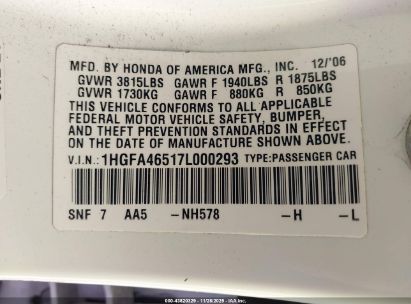 MFD. BY HONDA OF AMERICA MFG., INC. 12/'06
GVWR 3815LBS GAWR F 1940LBS R 1875LBS
GVWR 1730KG GAWR F 880KG R 850KG
THIS VEHICLE CONFORMS TO ALL APPLICABLE
FEDERAL MOTOR VEHICLE SAFETY, BUMPER,
AND THEFT PREVENTION STANDARDS IN EFFECT
ON THE DATE OF MANUFACTURE SHOWN ABOVE.
V.I.N.: 1HGFA46517L000293 TYPE:PASSENGER CAR
SNF 7 AA5 -NH578 -H -L